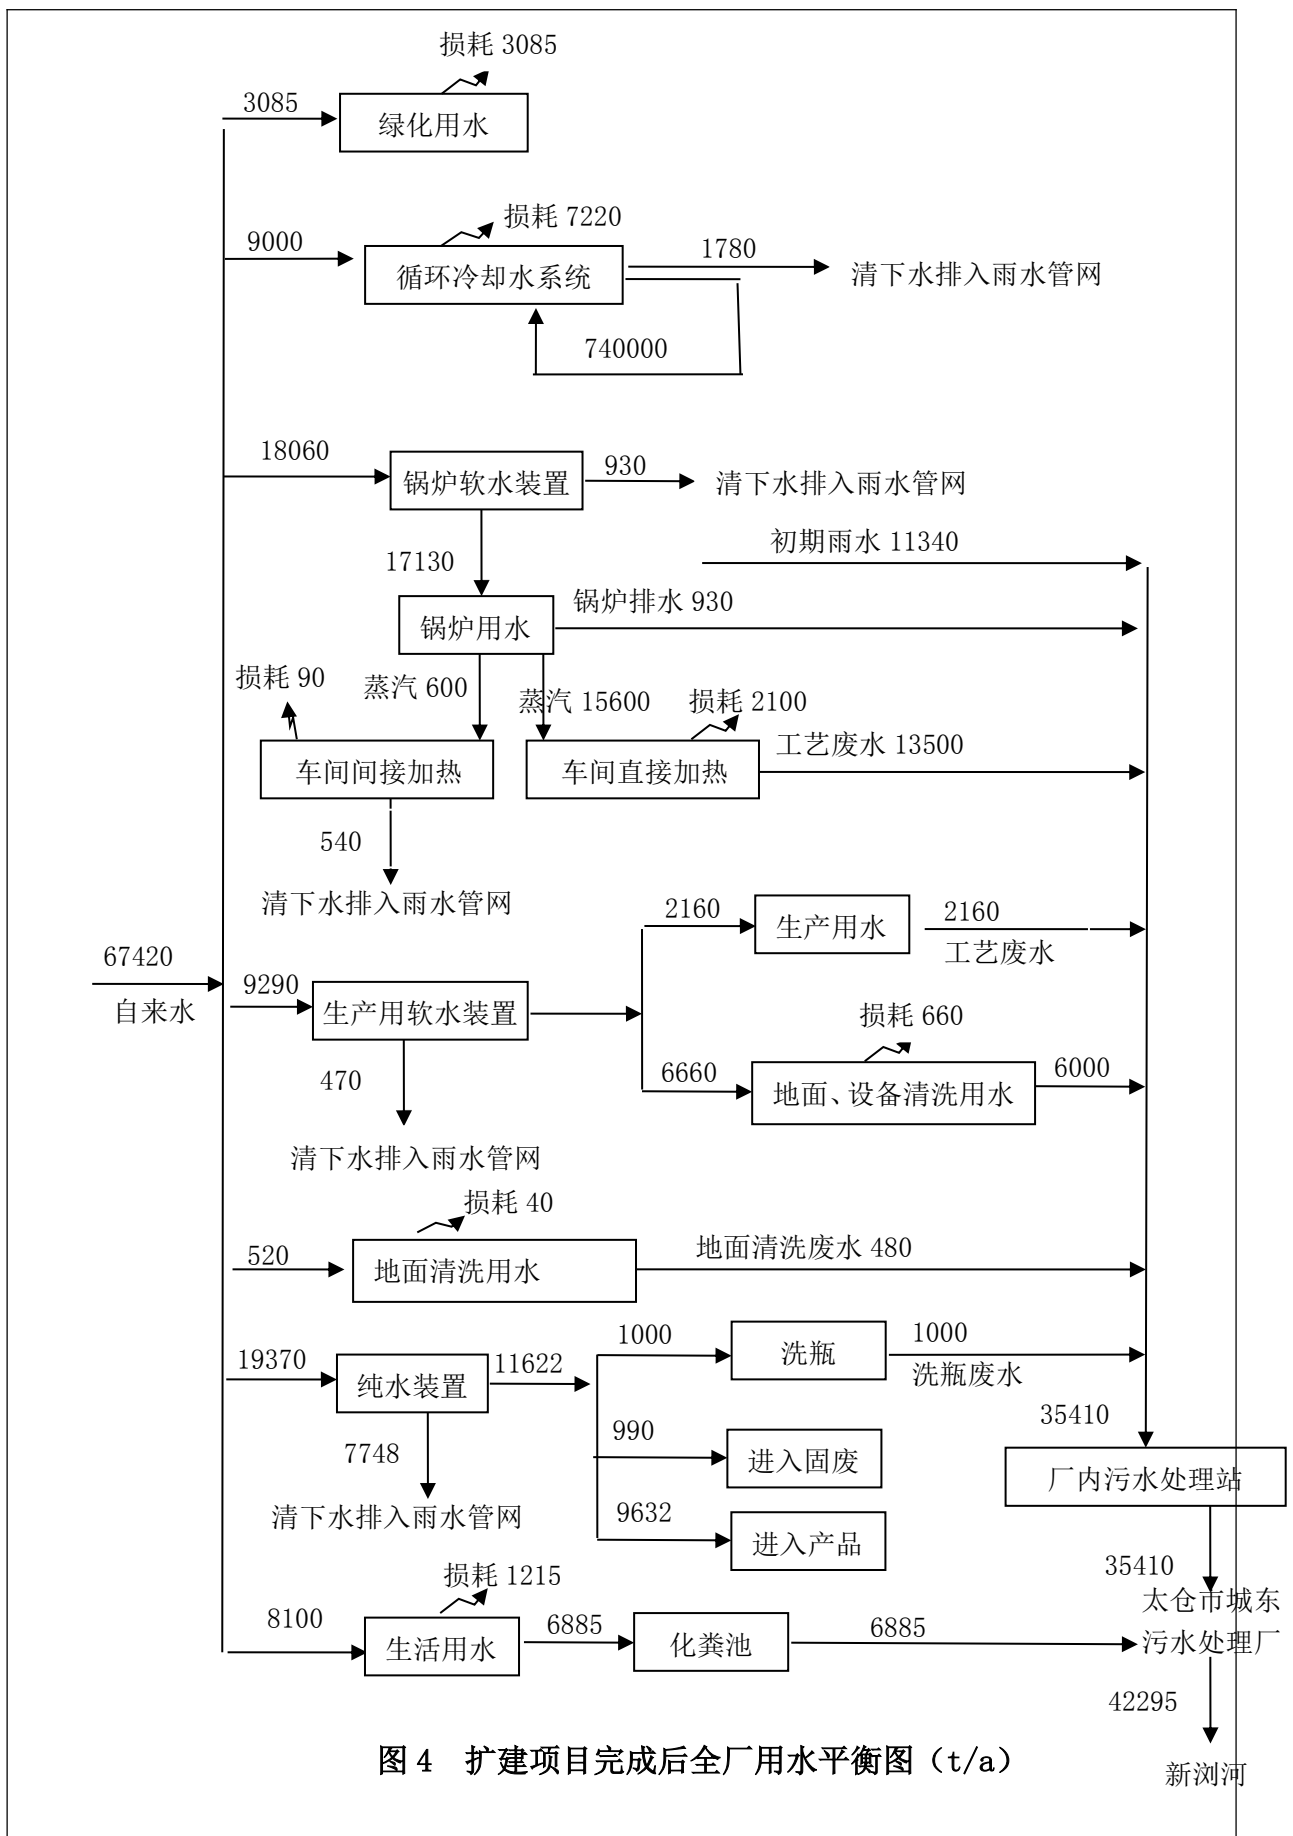 损耗 3085
3085
绿化用水
损耗 7220
9000
1780
循环冷却水系统
清下水排入雨水管网
740000
18060
930
锅炉软水装置
清下水排入雨水管网
初期雨水 11340
17130
锅炉排水 930
锅炉用水
损耗 90
蒸汽 600
蒸汽 15600
损耗 2100
工艺废水 13500
车间间接加热
车间直接加热
540
清下水排入雨水管网
2160
生产用水
2160
工艺废水
67420
自来水
9290
生产用软水装置
损耗 660
470
6660
地面、设备清洗用水
6000
清下水排入雨水管网
损耗 40
520
地面清洗用水
地面清洗废水 480
1000
洗瓶
1000
洗瓶废水
19370
纯水装置
11622
35410
990
进入固废
厂内污水处理站
7748
清下水排入雨水管网
9632
进入产品
35410
损耗 1215
太仓市城东
污水处理厂
8100
生活用水
6885
化粪池
6885
42295
图 4 扩建项目完成后全厂用水平衡图（t/a）
新浏河